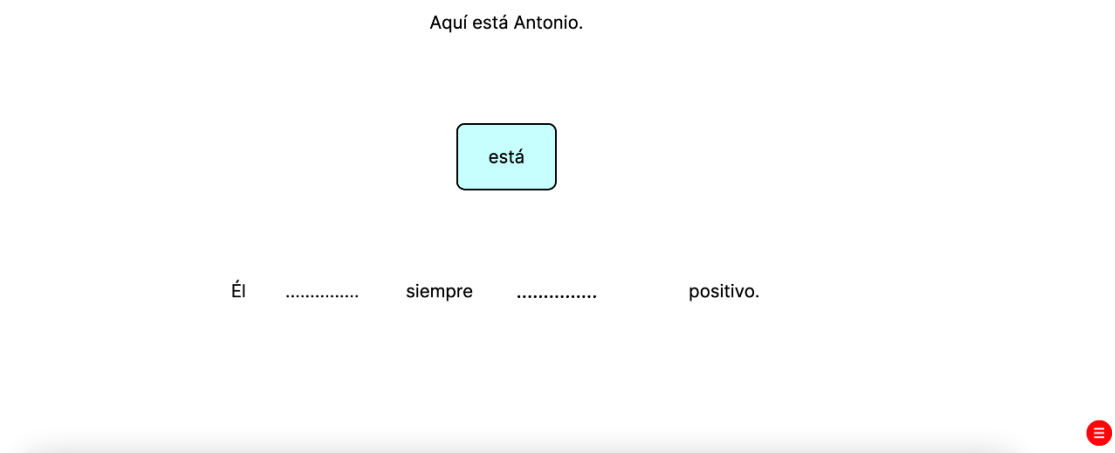 Aquí está Antonio.
está
Él ............... siempre ............... positivo.